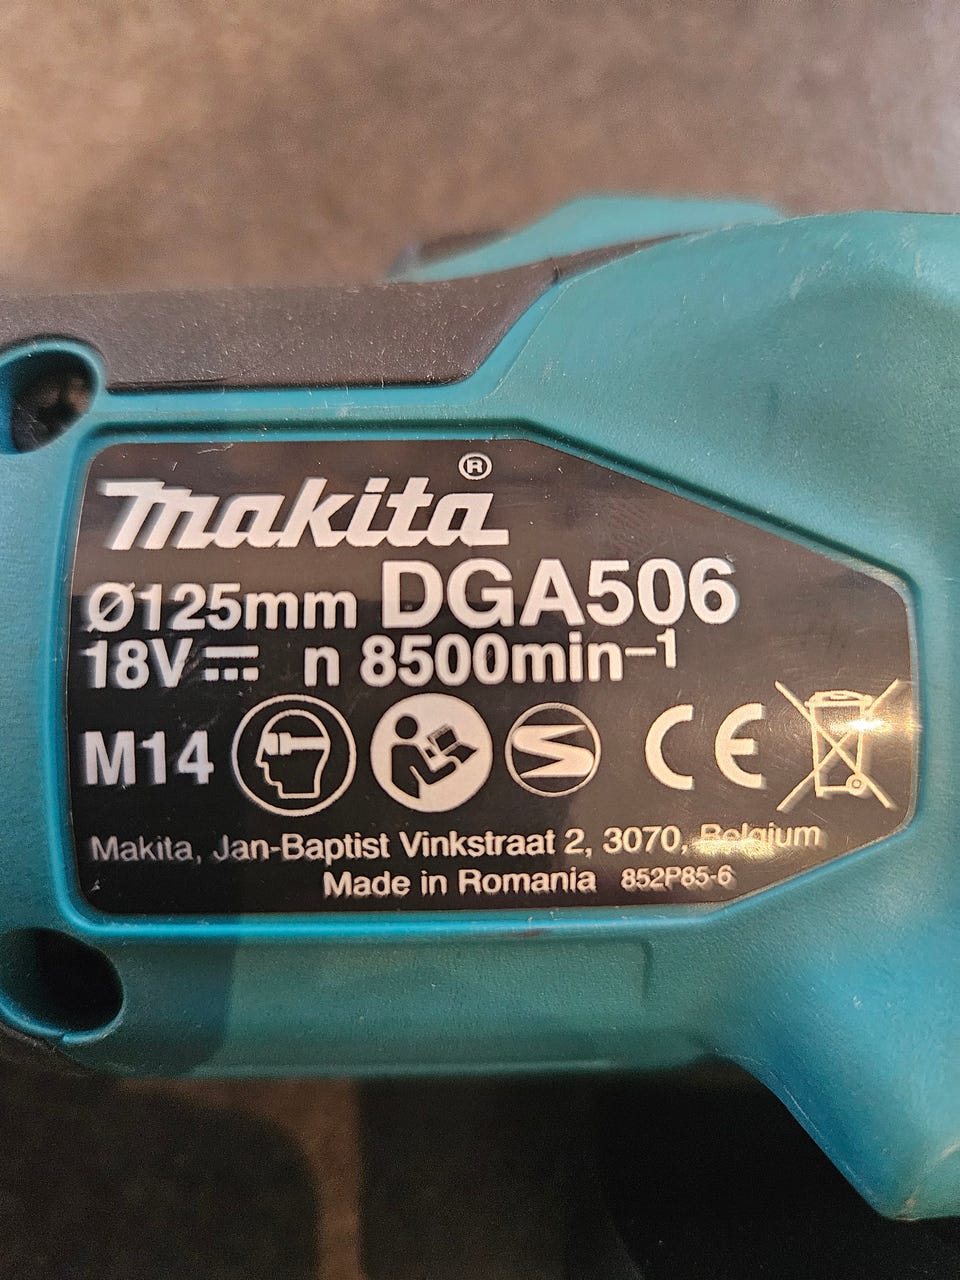 makita®
Ø125mm DGA506
18V⎓ n 8500min⁻¹
M14 CE
Makita, Jan-Baptist Vinkstraat 2, 3070, Belgium
Made in Romania 852P85-6